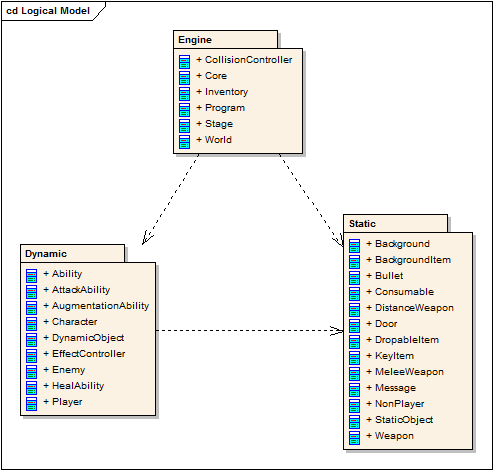 cd Logical Model
Engine
+ CollisionController
+ Core
+ Inventory
+ Program
+ Stage
+ World
Dynamic
+ Ability
+ AttackAbility
+ AugmentationAbility
+ Character
+ DynamicObject
+ EffectController
+ Enemy
+ HealAbility
+ Player
Static
+ Background
+ BackgroundItem
+ Bullet
+ Consumable
+ DistanceWeapon
+ Door
+ DropableItem
+ KeyItem
+ MeleeWeapon
+ Message
+ NonPlayer
+ StaticObject
+ Weapon